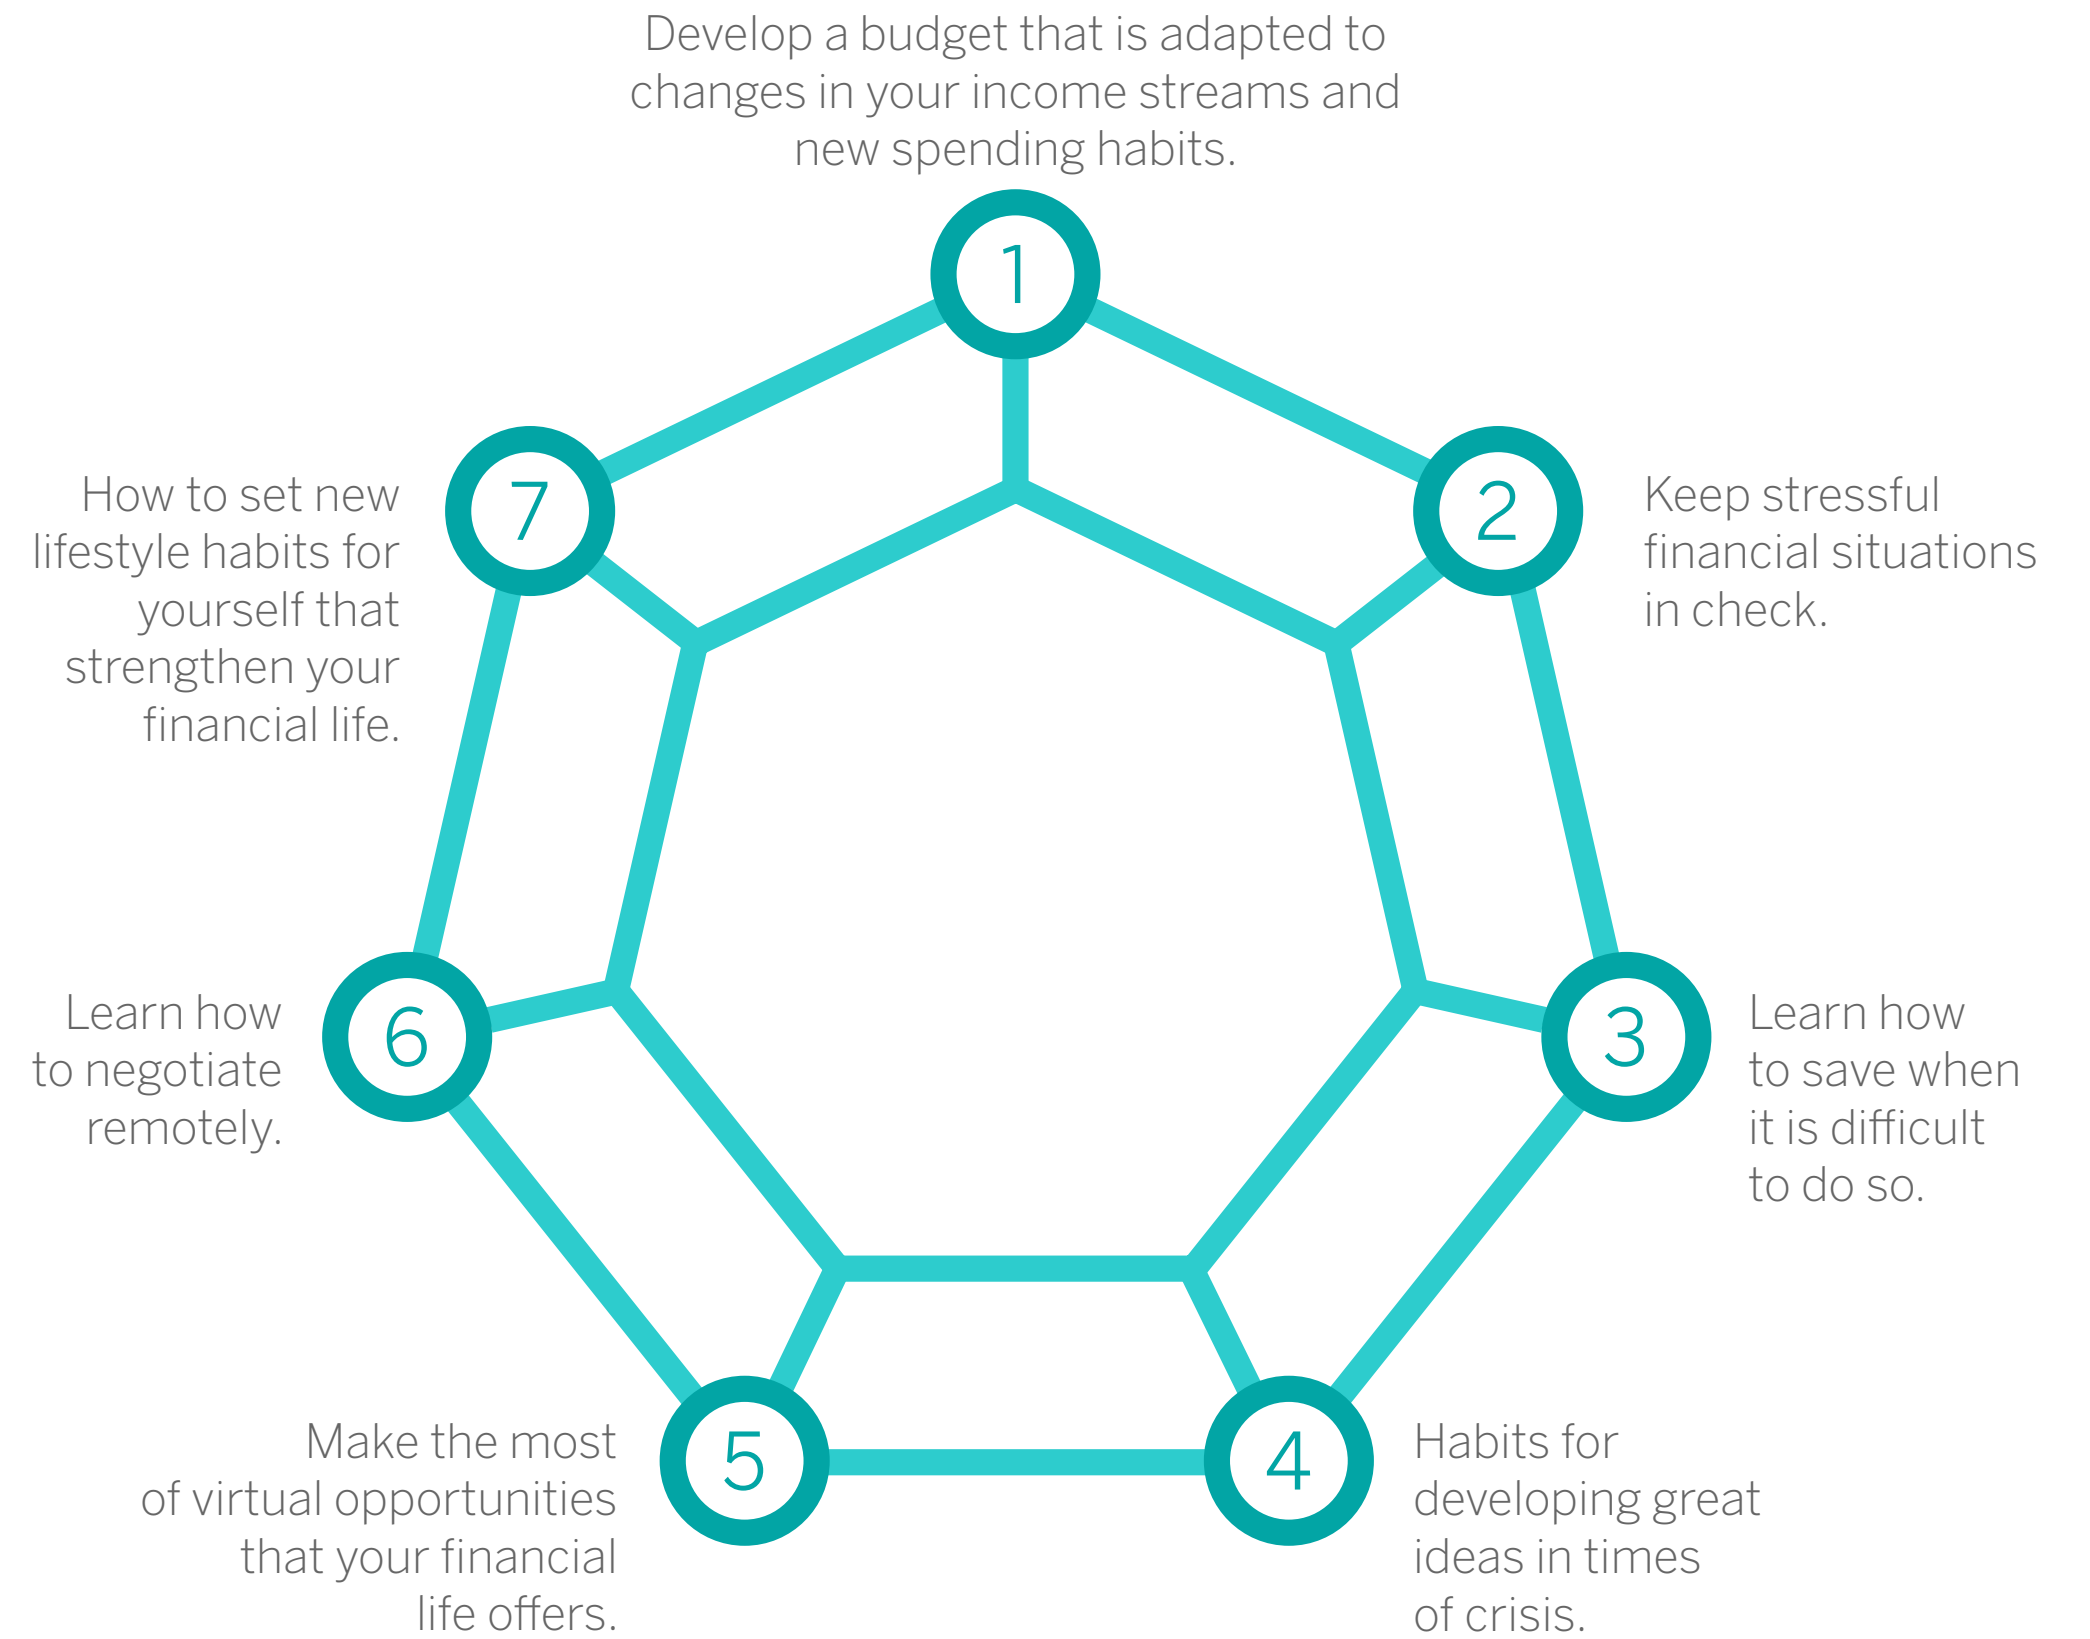 Develop a budget that is adapted to
changes in your income streams and
new spending habits.
1
2
Keep stressful
financial situations
in check.
3
Learn how
to save when
it is difficult
to do so.
4
Habits for
developing great
ideas in times
of crisis.
5
Make the most
of virtual opportunities
that your financial
life offers.
6
Learn how
to negotiate
remotely.
7
How to set new
lifestyle habits for
yourself that
strengthen your
financial life.